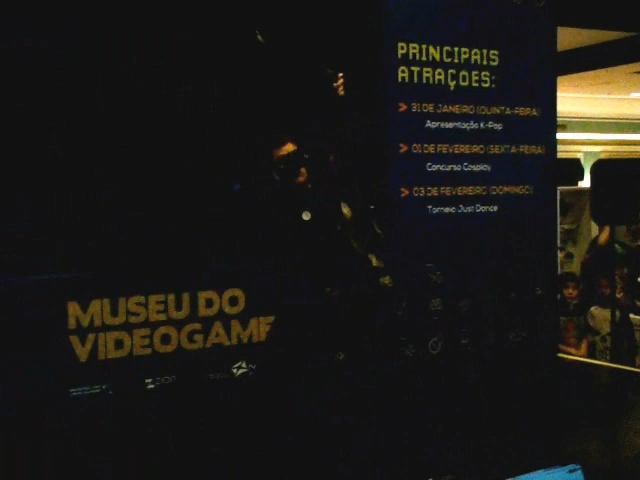 PRINCIPAIS
ATRAÇÕES:
> 31 DE JANEIRO (QUINTA-FEIRA)
Apresentação K-Pop
> 01 DE FEVEREIRO (SEXTA-FEIRA)
Concurso Cosplay
> 03 DE FEVEREIRO (DOMINGO)
Torneio Just Dance
MUSEU DO
VIDEOGAME